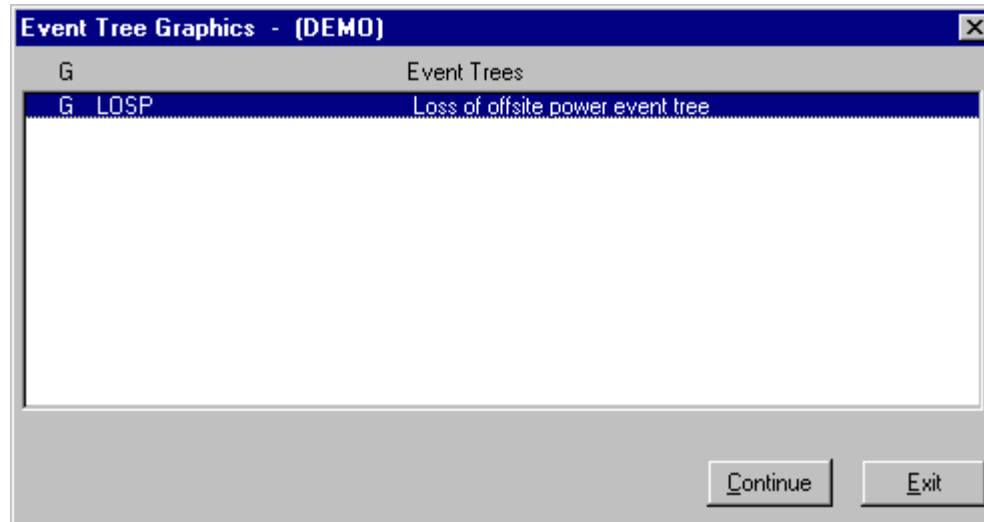 Event Tree Graphics - (DEMO)
G Event Trees
G LOSP Loss of offsite power event tree
Continue Exit